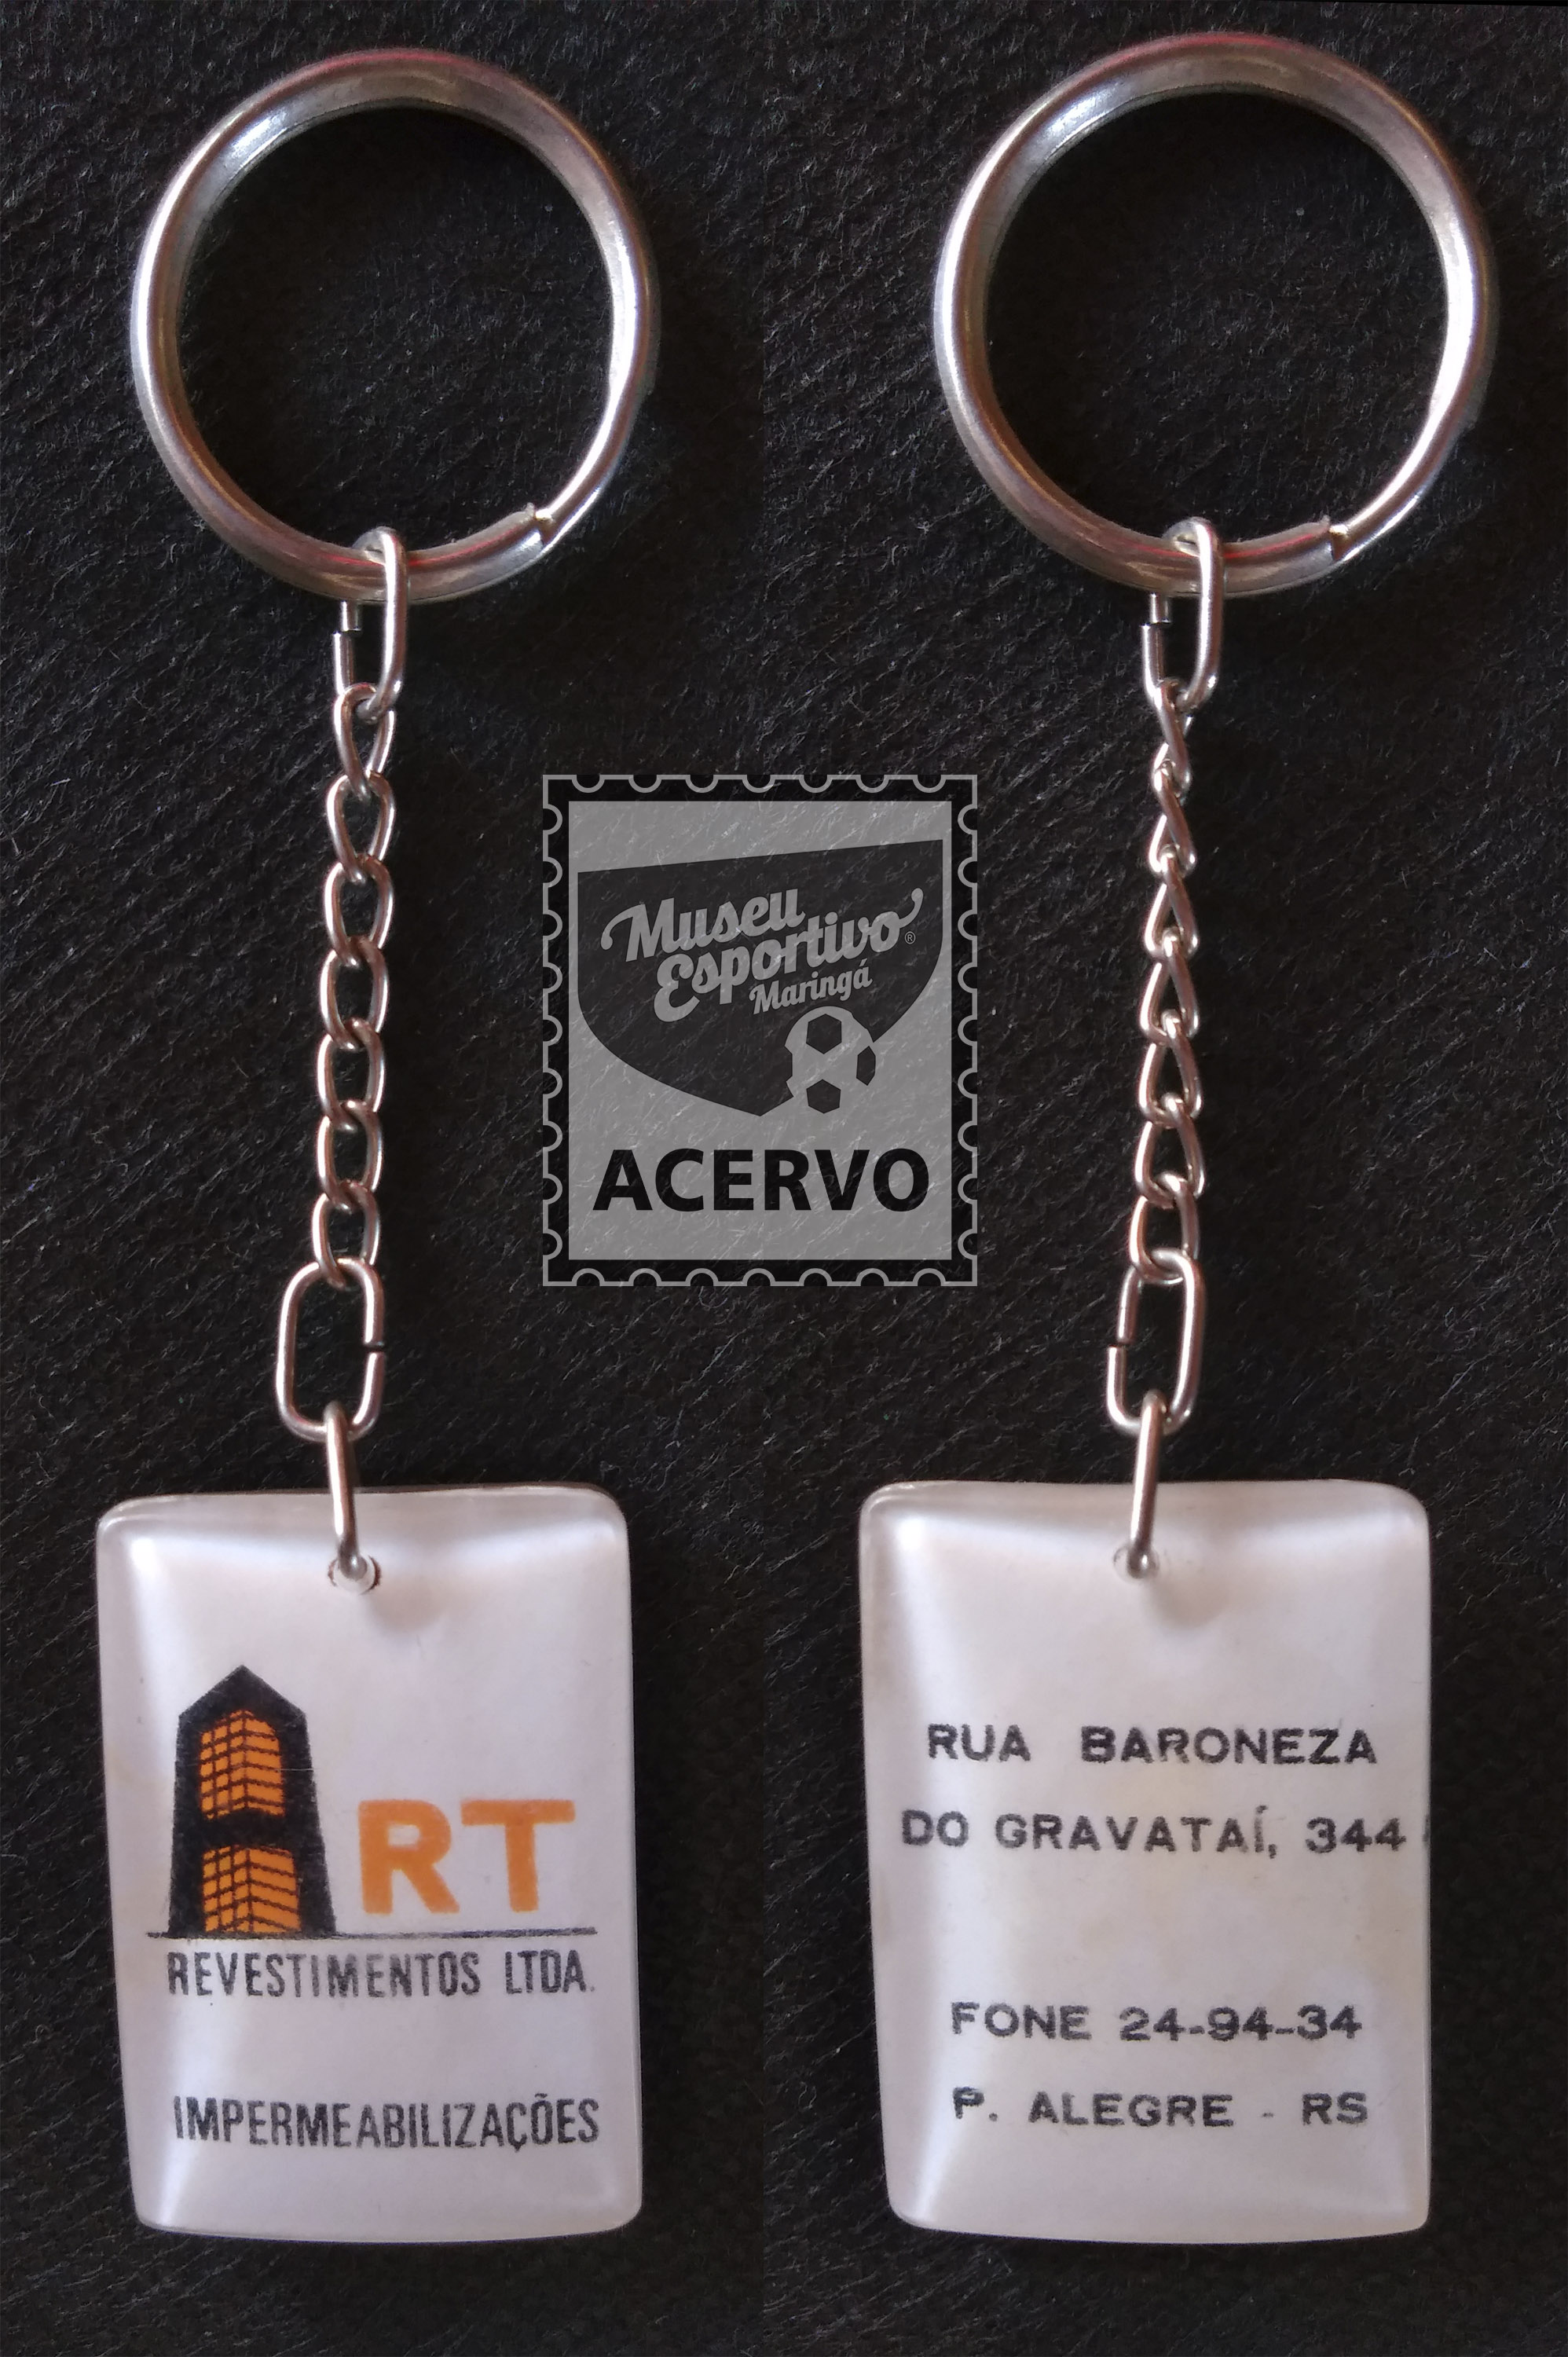 Museu
Esportivo®
Maringá
ACERVO
RT
REVESTIMENTOS LTDA.
IMPERMEABILIZAÇÕES
RUA BARONEZA
DO GRAVATAÍ, 344
FONE 24-94-34
P. ALEGRE - RS